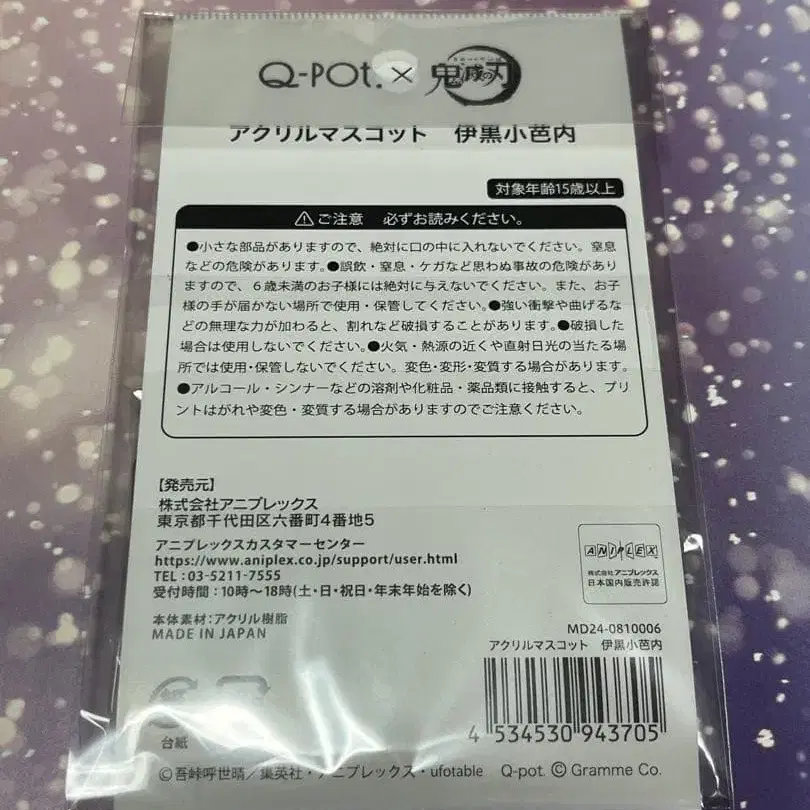 Q-POT. × 鬼滅の刃
アクリルマスコット 伊黒小芭内
対象年齢15歳以上
⚠ご注意 必ずお読みください。
●小さな部品がありますので、絶対に口の中に入れないでください。窒息
などの危険があります。●誤飲・窒息・ケガなど思わぬ事故の危険があり
ますので、6歳未満のお子様には絶対に与えないでください。また、お子
様の手が届かない場所で使用・保管してください。●強い衝撃や曲げるな
どの無理な力が加わると、割れなど破損することがあります。●破損した
場合は使用しないでください。●火気・熱源の近くや直射日光の当たる場
所では使用・保管しないでください。変色・変形・変質する場合があります。
●アルコール・シンナーなどの溶剤や化粧品・薬品類に接触すると、プリ
ントはがれや変色・変質する場合がありますのでご注意ください。
【発売元】
株式会社アニプレックス
東京都千代田区六番町4番地5
アニプレックスカスタマーセンター
https://www.aniplex.co.jp/support/user.html
TEL:03-5211-7555
受付時間:10時～18時(土・日・祝日・年末年始を除く)
ANIPLEX
株式会社アニプレックス
日本国内販売許諾
本体素材:アクリル樹脂
MADE IN JAPAN
MD24-0810006
アクリルマスコット 伊黒小芭内
4 534530 943705
台紙
©吾峠呼世晴/集英社・アニプレックス・ufotable Q-pot. © Gramme Co.